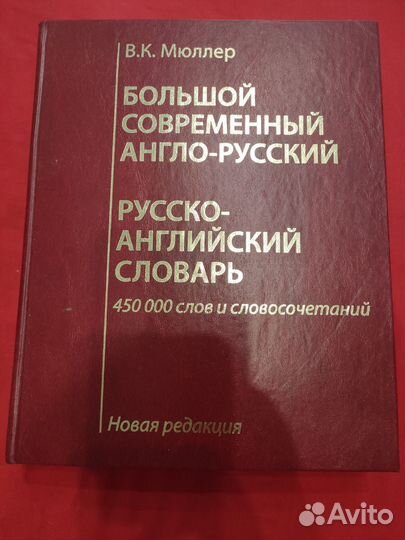 В.К. Мюллер
БОЛЬШОЙ
СОВРЕМЕННЫЙ
АНГЛО-РУССКИЙ
РУССКО-
АНГЛИЙСКИЙ
СЛОВАРЬ
450 000 слов и словосочетаний
Новая редакция
Avito